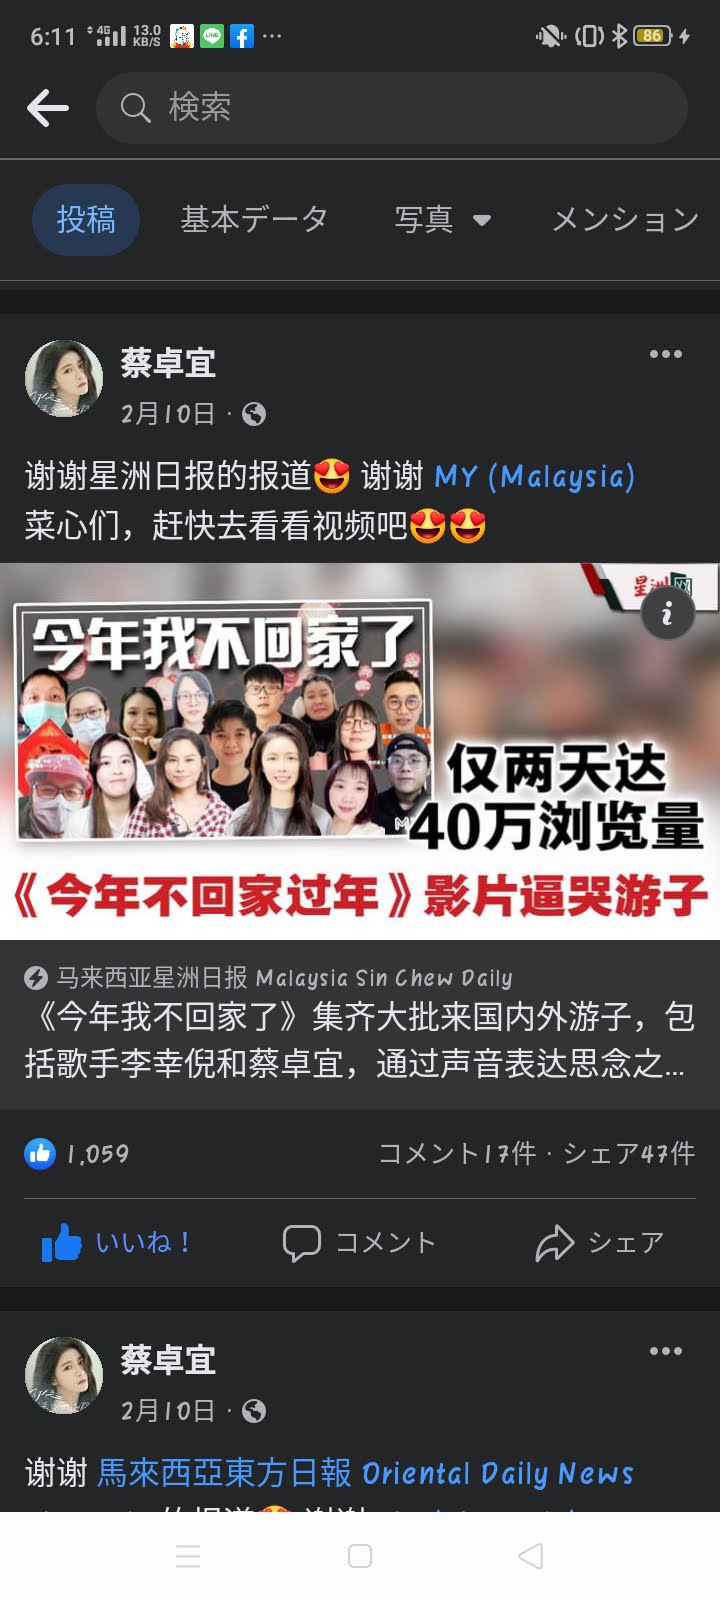 6:11 4G 13.0 KB/S LINE f ... 86
検索
投稿 基本データ 写真 メンション
蔡卓宜
2月10日 ·
谢谢星洲日报的报道😍 谢谢 MY (Malaysia)
菜心们，赶快去看看视频吧😍😍
星洲网
今年我不回家了
仅两天达
40万浏览量
《今年不回家过年》影片逼哭游子
马来西亚星洲日报 Malaysia Sin Chew Daily
《今年我不回家了》集齐大批来国内外游子，包
括歌手李幸倪和蔡卓宜，通过声音表达思念之...
1,059 コメント17件 · シェア47件
いいね！ コメント シェア
蔡卓宜
2月10日 ·
谢谢 馬來西亞東方日報 Oriental Daily News